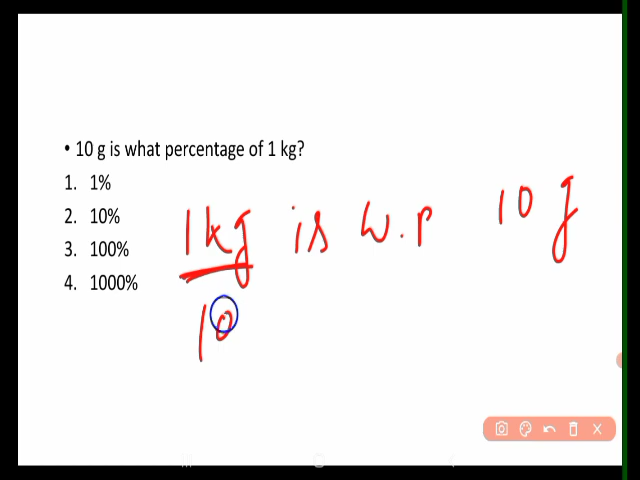 • 10 g is what percentage of 1 kg?
1. 1%
2. 10%
3. 100%
4. 1000%
1kg is w.p 10 g
10